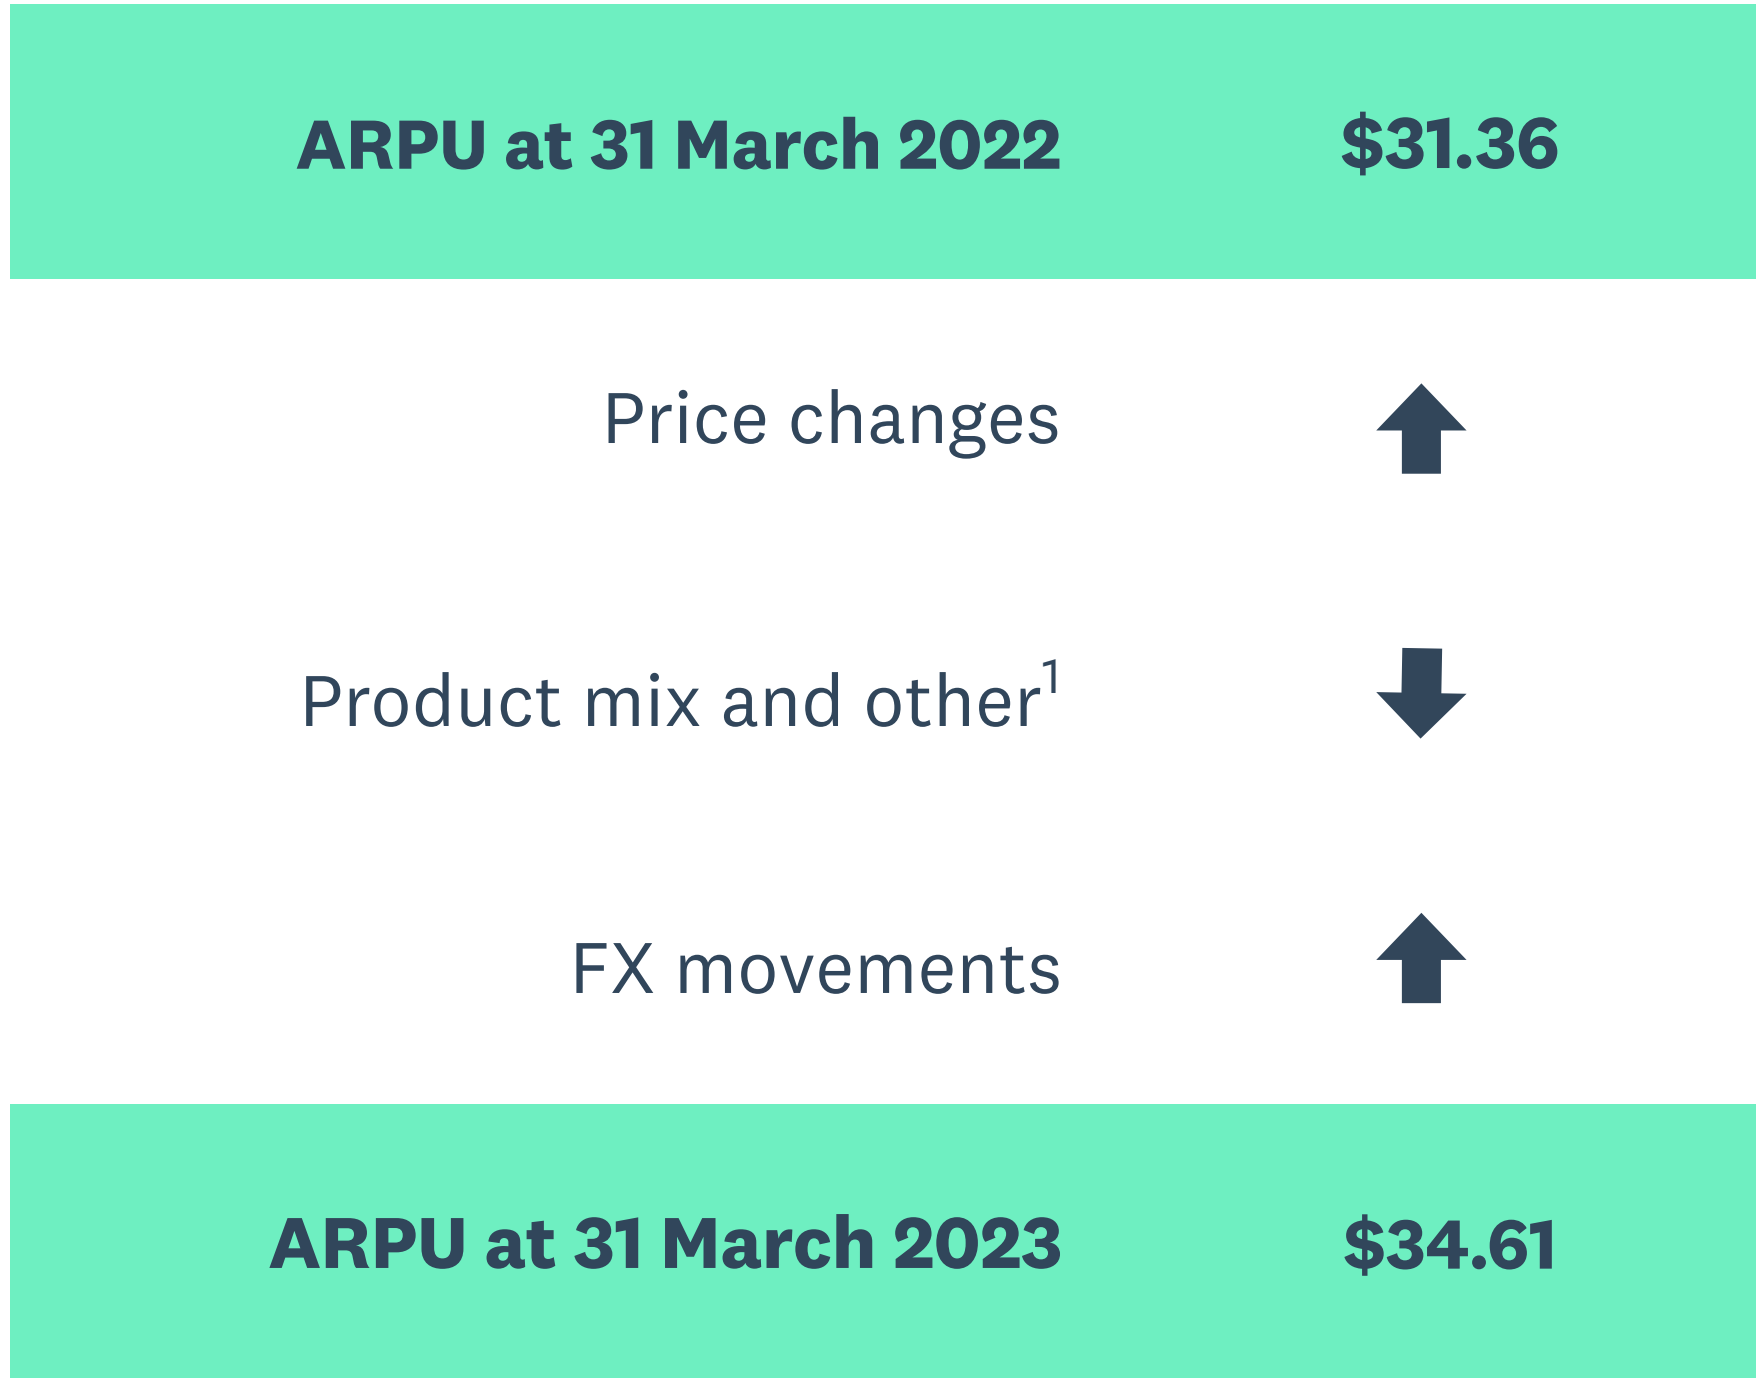 ARPU at 31 March 2022 $31.36
Price changes
Product mix and other¹
FX movements
ARPU at 31 March 2023 $34.61